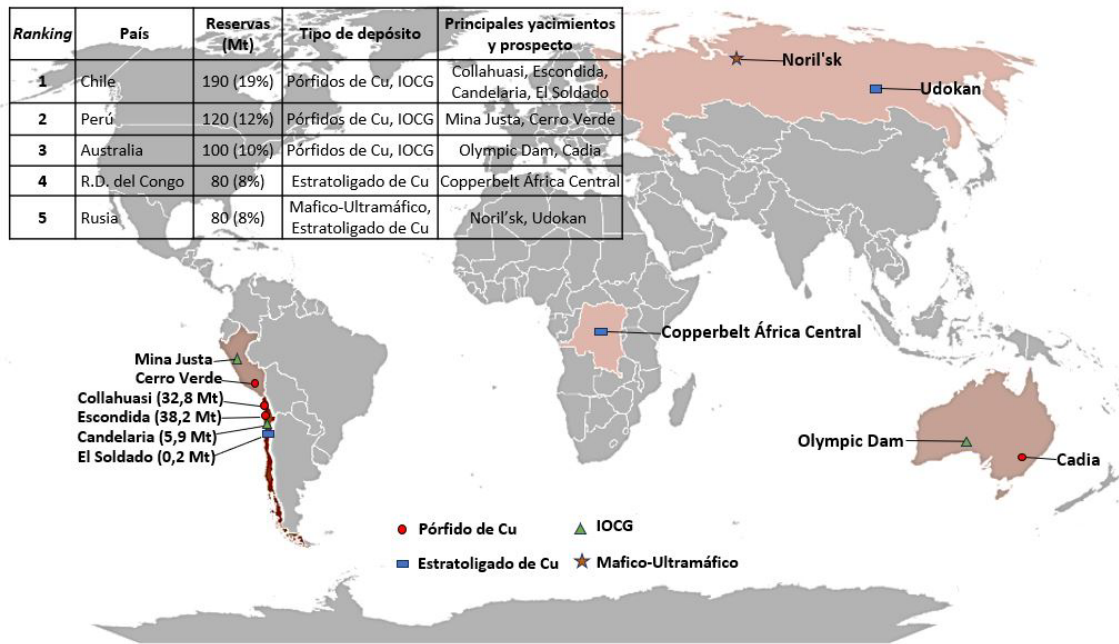 Ranking País Reservas (Mt) Tipo de depósito Principales yacimientos y prospecto
1 Chile 190 (19%) Pórfidos de Cu, IOCG Collahuasi, Escondida, Candelaria, El Soldado
2 Perú 120 (12%) Pórfidos de Cu, IOCG Mina Justa, Cerro Verde
3 Australia 100 (10%) Pórfidos de Cu, IOCG Olympic Dam, Cadia
4 R.D. del Congo 80 (8%) Estratoligado de Cu Copperbelt África Central
5 Rusia 80 (8%) Mafico-Ultramáfico, Estratoligado de Cu Noril’sk, Udokan
Noril'sk
Udokan
Copperbelt África Central
Mina Justa
Cerro Verde
Collahuasi (32,8 Mt)
Escondida (38,2 Mt)
Candelaria (5,9 Mt)
El Soldado (0,2 Mt)
Olympic Dam
Cadia
Pórfido de Cu
IOCG
Estratoligado de Cu
Mafico-Ultramáfico